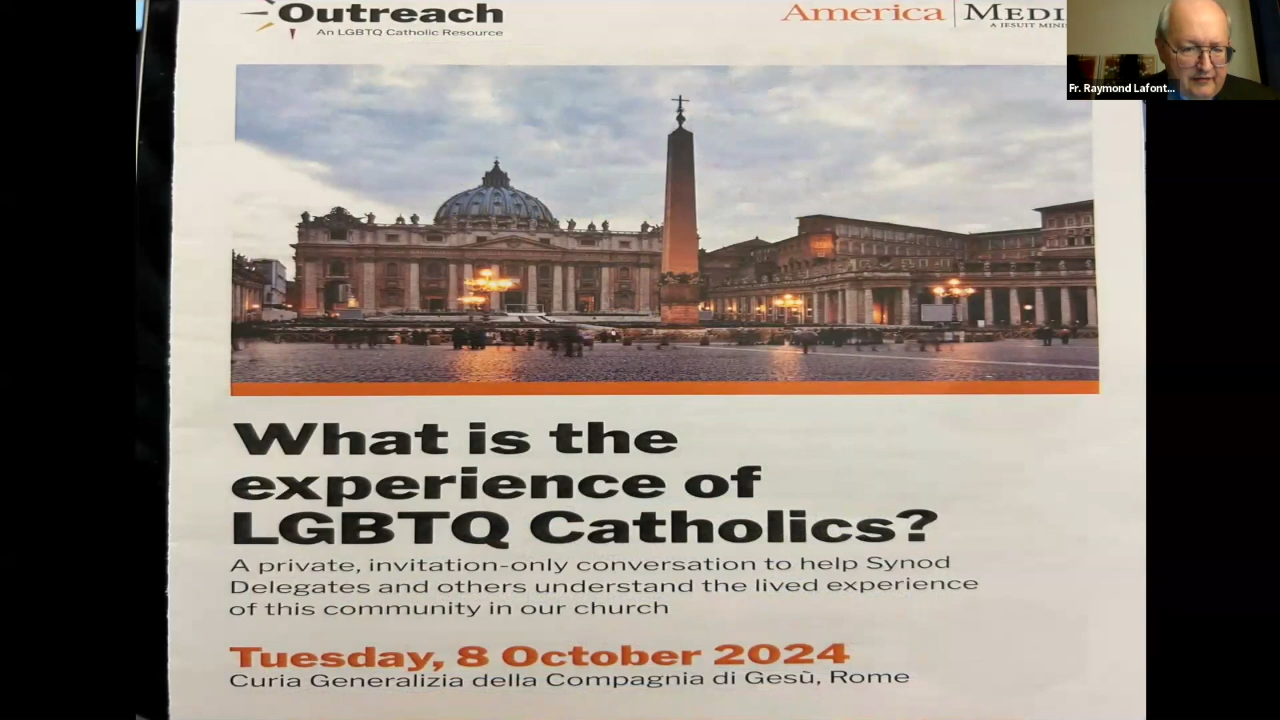 Outreach
An LGBTQ Catholic Resource
America
Fr. Raymond Lafont...
What is the
experience of
LGBTQ Catholics?
A private, invitation-only conversation to help Synod
Delegates and others understand the lived experience
of this community in our church
Tuesday, 8 October 2024
Curia Generalizia della Compagnia di Gesù, Rome